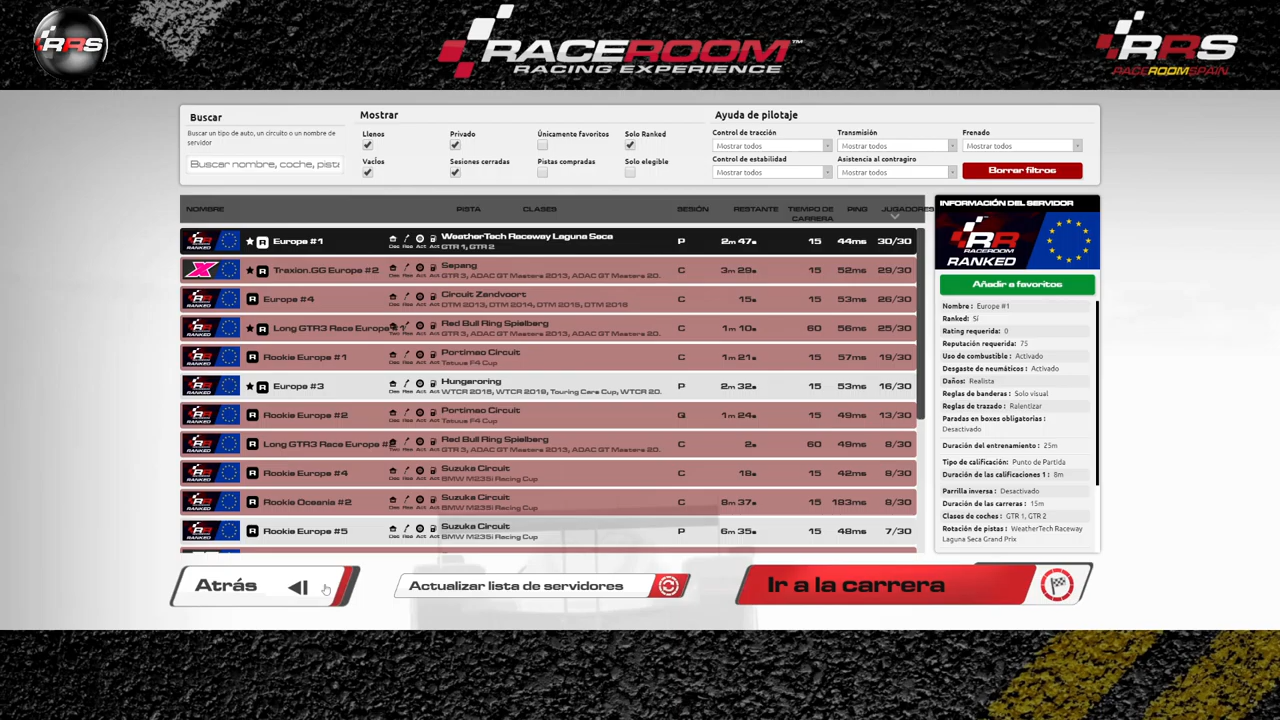 RRS
RACEROOM™
RACING EXPERIENCE
RRS
RACEROOMSPAIN
Buscar
Buscar un tipo de auto, un circuito o un nombre de servidor
Buscar nombre, coche, pista
Mostrar
Llenos
Privado
Únicamente favoritos
Solo Ranked
Vacíos
Sesiones cerradas
Pistas compradas
Solo elegible
Ayuda de pilotaje
Control de tracción
Transmisión
Frenado
Mostrar todos
Mostrar todos
Mostrar todos
Control de estabilidad
Asistencia al contragiro
Mostrar todos
Mostrar todos
Borrar filtros
NOMBRE PISTA CLASES SESIÓN RESTANTE TIEMPO DE CARRERA PING JUGADORES
Europe #1 WeatherTech Raceway Laguna Seca P 2m 47s 15 44ms 30/30
GTR 1, GTR 2
Traxion.GG Europe #2 Sepang C 3m 29s 15 52ms 29/30
GTR 3, ADAC GT Masters 2013, ADAC GT Masters 20.
Europe #4 Circuit Zandvoort C 15s 15 53ms 26/30
DTM 2013, DTM 2014, DTM 2015, DTM 2016
Long GTR3 Race Europe #1 Red Bull Ring Spielberg C 1m 10s 60 56ms 25/30
GTR 3, ADAC GT Masters 2013, ADAC GT Masters 20.
Rookie Europe #1 Portimao Circuit C 1m 21s 15 57ms 19/30
Tatuus F4 Cup
Europe #3 Hungaroring P 2m 32s 15 53ms 16/30
WTCR 2018, WTCR 2019, Touring Cars Cup, WTCR 20.
Rookie Europe #2 Portimao Circuit Q 1m 24s 15 49ms 13/30
Tatuus F4 Cup
Long GTR3 Race Europe #2 Red Bull Ring Spielberg C 2s 60 49ms 8/30
GTR 3, ADAC GT Masters 2013, ADAC GT Masters 20.
Rookie Europe #4 Suzuka Circuit C 18s 15 42ms 8/30
BMW M235i Racing Cup
Rookie Oceania #2 Suzuka Circuit C 8m 37s 15 193ms 8/30
BMW M235i Racing Cup
Rookie Europe #5 Suzuka Circuit P 6m 35s 15 48ms 7/30
BMW M235i Racing Cup
INFORMACIÓN DEL SERVIDOR
RR
RACEROOM
RANKED
Añadir a favoritos
Nombre : Europe #1
Ranked: Sí
Rating requerida: 0
Reputación requerida: 75
Uso de combustible : Activado
Desgaste de neumáticos : Activado
Daños: Realista
Reglas de banderas : Solo visual
Reglas de trazado : Ralentizar
Paradas en boxes obligatorias :
Desactivado
Duración del entrenamiento : 25m
Tipo de calificación: Punto de Partida
Duración de las calificaciones 1 : 8m
Parrilla inversa : Desactivado
Duración de las carreras : 15m
Clases de coches : GTR 1, GTR 2
Rotación de pistas : WeatherTech Raceway
Laguna Seca Grand Prix
Atrás
Actualizar lista de servidores
Ir a la carrera